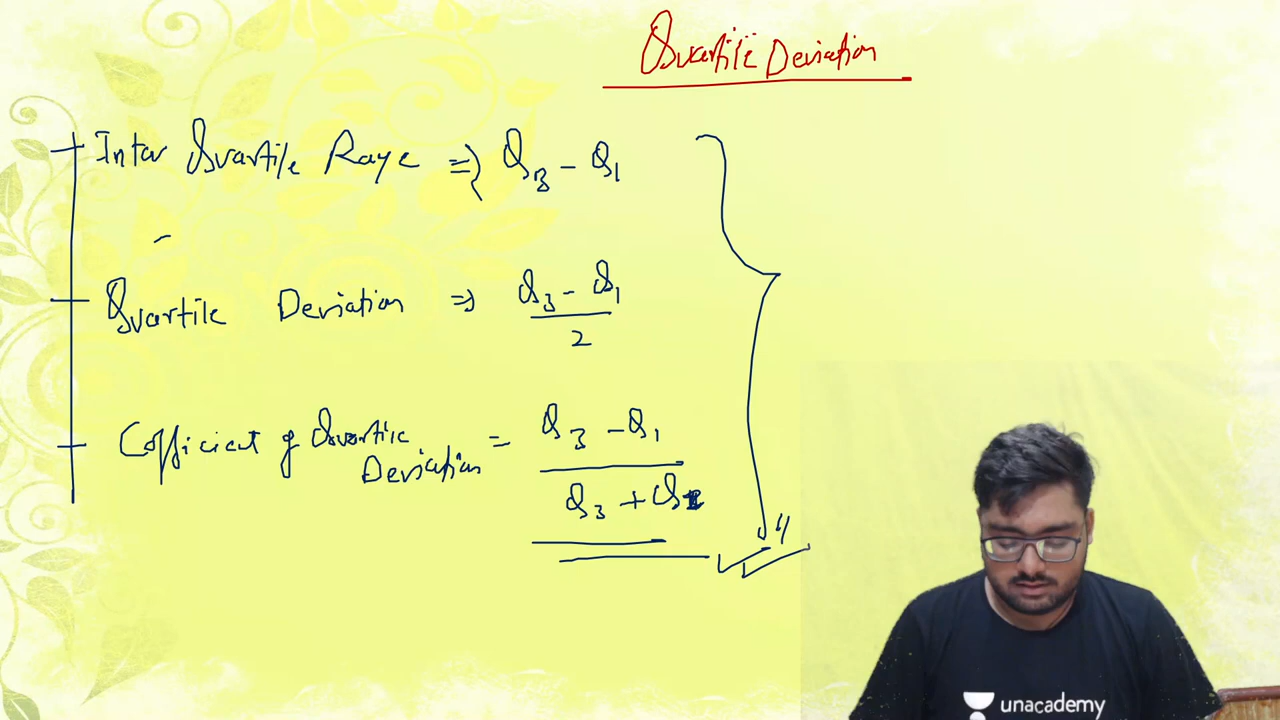 Quartile Deviation
Inter Quartile Range ⇒ Q3 - Q1
Quartile Deviation ⇒ Q3 - Q1 / 2
Cofficient of Quartile Deviation = Q3 - Q1 / Q3 + Q1
unacademy